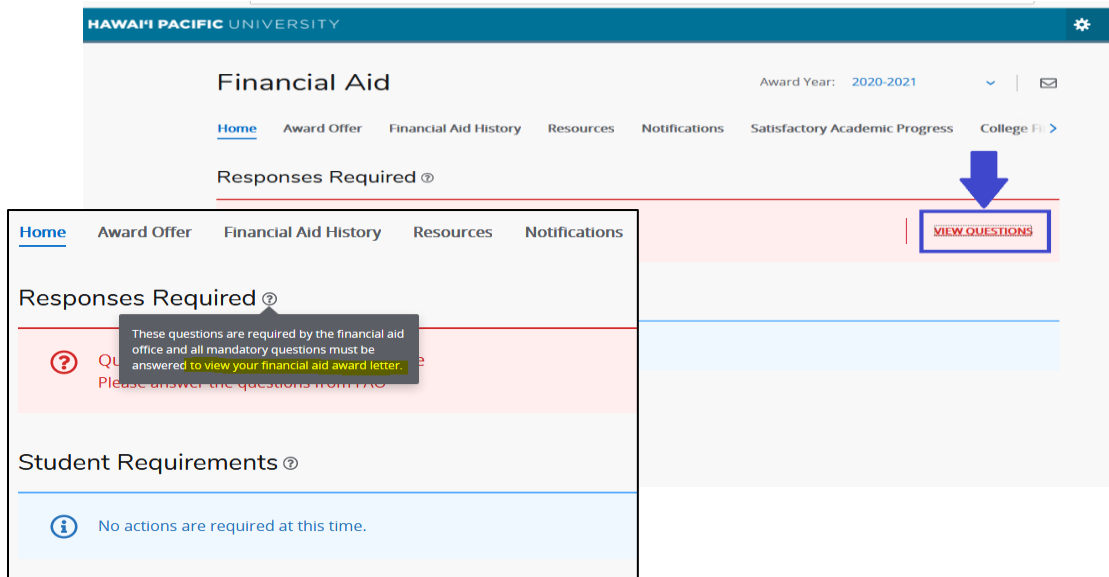 HAWAI'I PACIFIC UNIVERSITY
Financial Aid
Award Year: 2020-2021
Home Award Offer Financial Aid History Resources Notifications Satisfactory Academic Progress College
Responses Required
VIEW QUESTIONS
Home Award Offer Financial Aid History Resources Notifications
Responses Required
These questions are required by the financial aid
office and all mandatory questions must be
answered to view your financial aid award letter.
Please answer the questions from FAO
Student Requirements
No actions are required at this time.